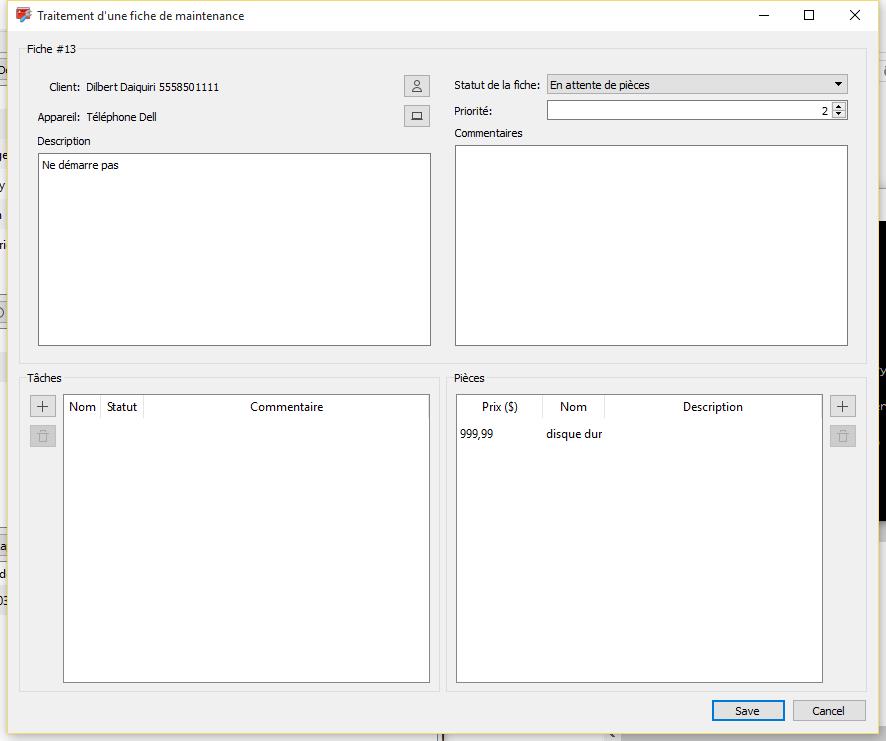 Traitement d'une fiche de maintenance
Fiche #13
Client: Dilbert Daiquiri 5558501111
Appareil: Téléphone Dell
Description
Ne démarre pas
Statut de la fiche: En attente de pièces
Priorité: 2
Commentaires
Tâches
Nom Statut Commentaire
Pièces
Prix ($) Nom Description
999,99 disque dur
Save Cancel